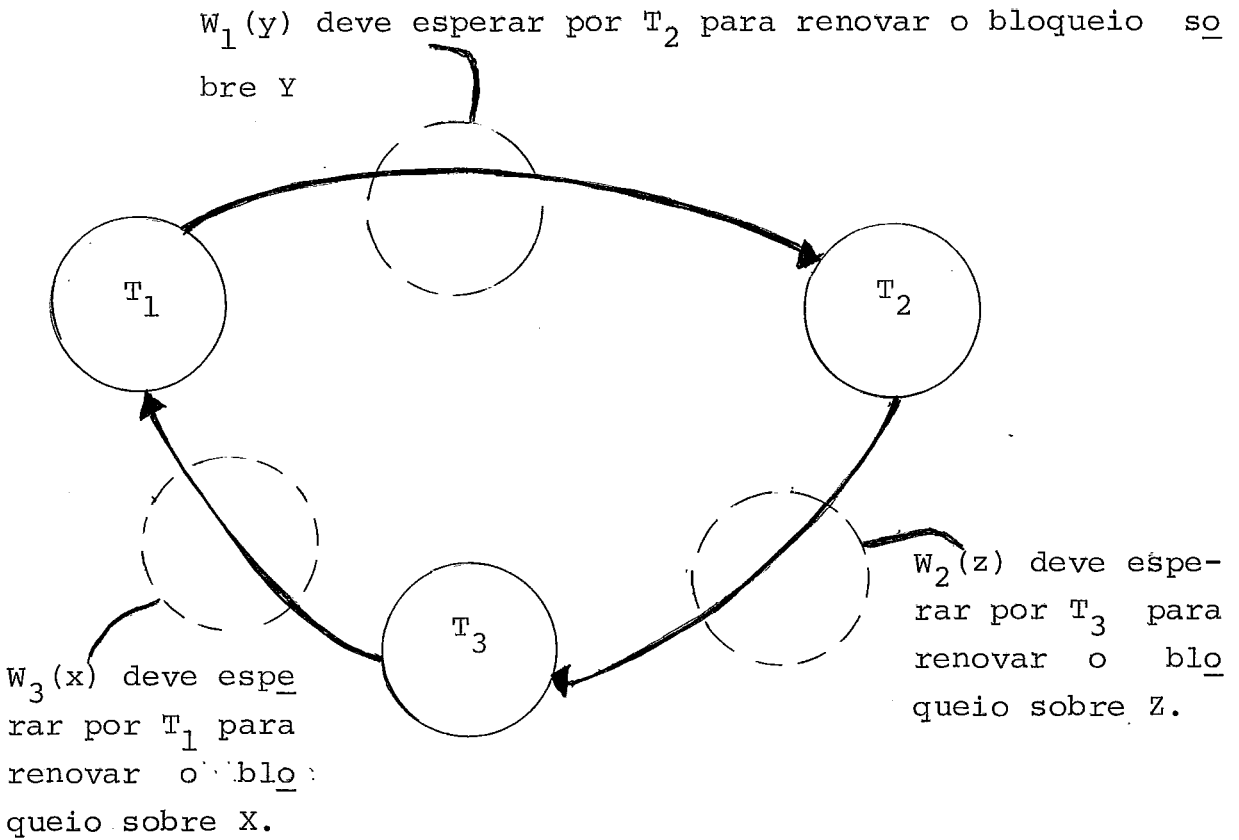 W₁(y) deve esperar por T₂ para renovar o bloqueio so
bre Y
T₁
T₂
T₃
W₂(z) deve espe-
rar por T₃ para
renovar o blo
queio sobre Z.
W₃(x) deve espe
rar por T₁ para
renovar o blo
queio sobre X.